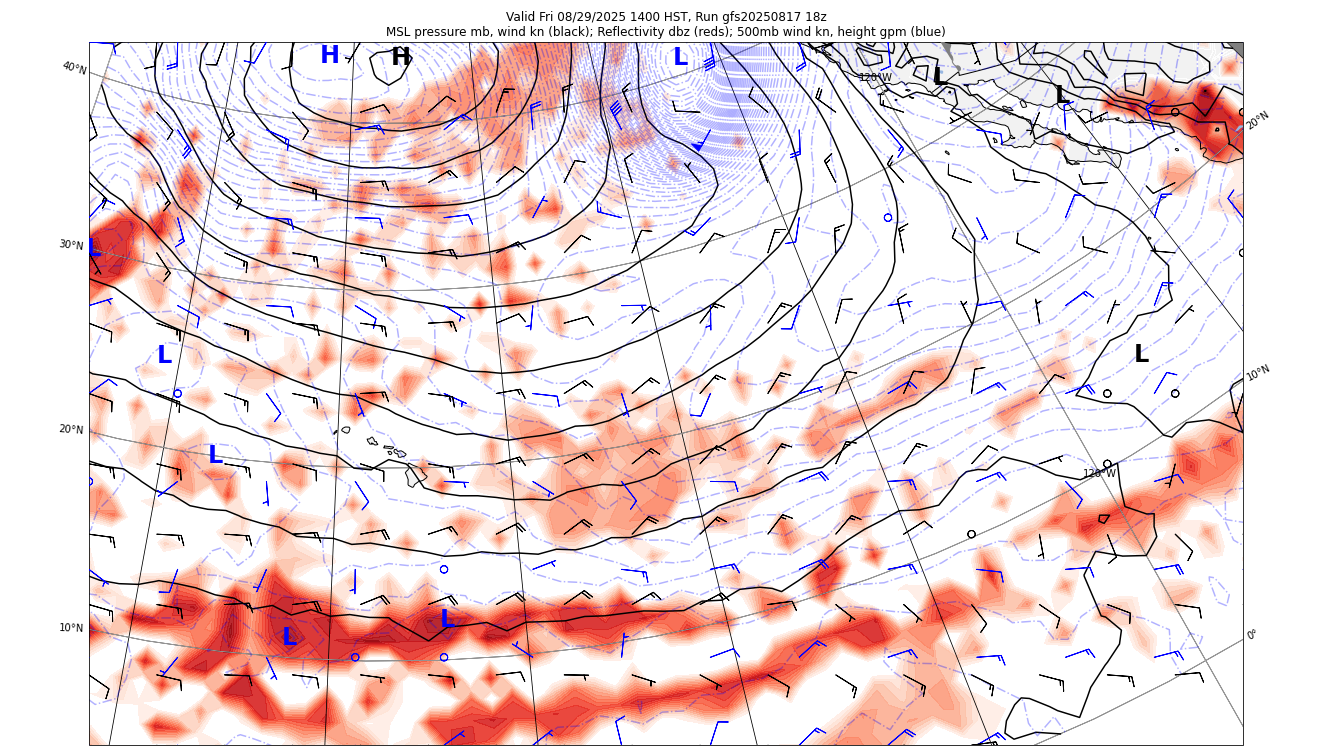 Valid Fri 08/29/2025 1400 HST, Run gfs20250817 18z
MSL pressure mb, wind kn (black); Reflectivity dbz (reds); 500mb wind kn, height gpm (blue)
H H L L L
40°N 120°W 20°N
30°N L
L L
10°N
20°N L
120°W
10°N L L
0°